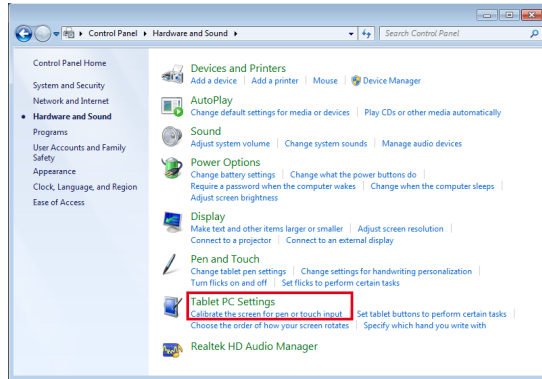 Control Panel Hardware and Sound Search Control Panel
Control Panel Home
System and Security
Network and Internet
Hardware and Sound
Programs
User Accounts and Family
Safety
Appearance
Clock, Language, and Region
Ease of Access
Devices and Printers
Add a device Add a printer Mouse Device Manager
AutoPlay
Change default settings for media or devices Play CDs or other media automatically
Sound
Adjust system volume Change system sounds Manage audio devices
Power Options
Change battery settings Change what the power buttons do
Require a password when the computer wakes Change when the computer sleeps
Adjust screen brightness
Display
Make text and other items larger or smaller Adjust screen resolution
Connect to a projector Connect to an external display
Pen and Touch
Change tablet pen settings Change settings for handwriting personalization
Turn flicks on and off Set flicks to perform certain tasks
Tablet PC Settings
Calibrate the screen for pen or touch input Set tablet buttons to perform certain tasks
Choose the order of how your screen rotates Specify which hand you write with
Realtek HD Audio Manager